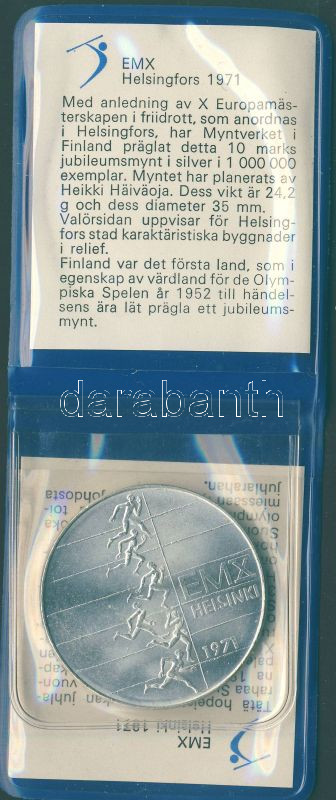 EMX
Helsingfors 1971
Med anledning av X Europamäs-
terskapen i friidrott, som anordnas
i Helsingfors, har Myntverket i
Finland präglat detta 10 marks
jubileumsmynt i silver i 1 000 000
exemplar. Myntet har planerats av
Heikki Häiväoja. Dess vikt är 24,2
g och dess diameter 35 mm.
Valörsidan uppvisar för Helsing-
fors stad karaktäristiska byggnader
i relief.
Finland var det första land, som i
egenskap av värdland för de Olym-
piska Spelen år 1952 till händel-
sens ära lät prägla ett jubileums-
mynt.
darabanth
EMX
HELSINKI
1971
EMX
Helsinki 1971
Tätä
juhlarahan.